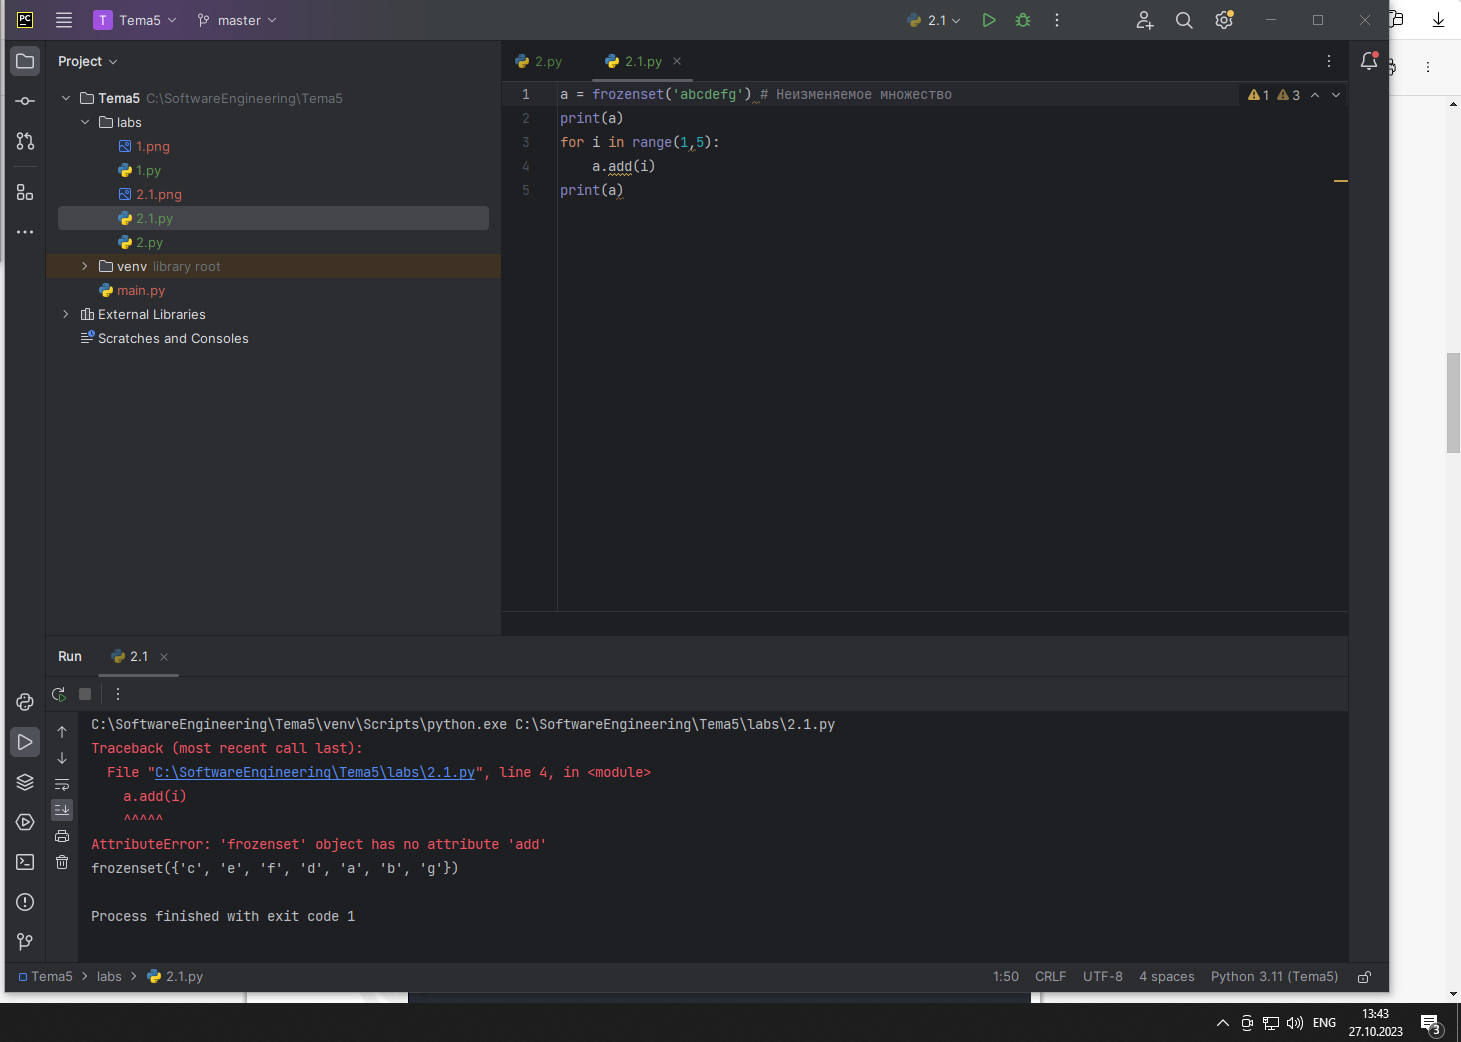 PC
T Tema5 master 2.1
Project
2.py 2.1.py
Tema5 C:\SoftwareEngineering\Tema5
labs
1.png
1.py
2.1.png
2.1.py
2.py
venv library root
main.py
External Libraries
Scratches and Consoles
1 a = frozenset('abcdefg') # Неизменяемое множество
1 3
2 print(a)
3 for i in range(1,5):
4 a.add(i)
5 print(a)
Run 2.1
C:\SoftwareEngineering\Tema5\venv\Scripts\python.exe C:\SoftwareEngineering\Tema5\labs\2.1.py
Traceback (most recent call last):
File "C:\SoftwareEngineering\Tema5\labs\2.1.py", line 4, in <module>
a.add(i)
^^^^^
AttributeError: 'frozenset' object has no attribute 'add'
frozenset({'c', 'e', 'f', 'd', 'a', 'b', 'g'})
Process finished with exit code 1
Tema5 > labs > 2.1.py
1:50 CRLF UTF-8 4 spaces Python 3.11 (Tema5)
ENG
13:43
27.10.2023
3